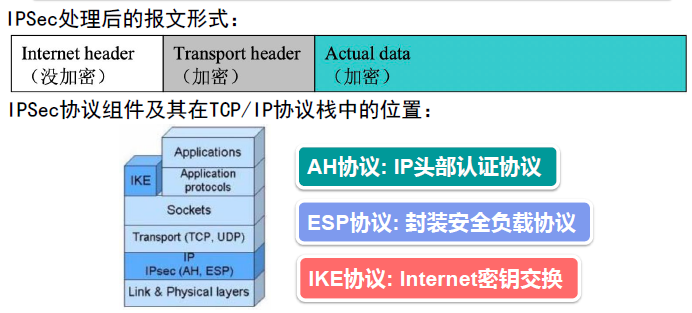 IPSec处理后的报文形式:
Internet header
(没加密)
Transport header
(加密)
Actual data
(加密)
IPSec协议组件及其在TCP/IP协议栈中的位置:
Applications
IKE
Application
protocols
Sockets
Transport (TCP, UDP)
IP
IPsec (AH, ESP)
Link & Physical layers
AH协议: IP头部认证协议
ESP协议: 封装安全负载协议
IKE协议: Internet密钥交换